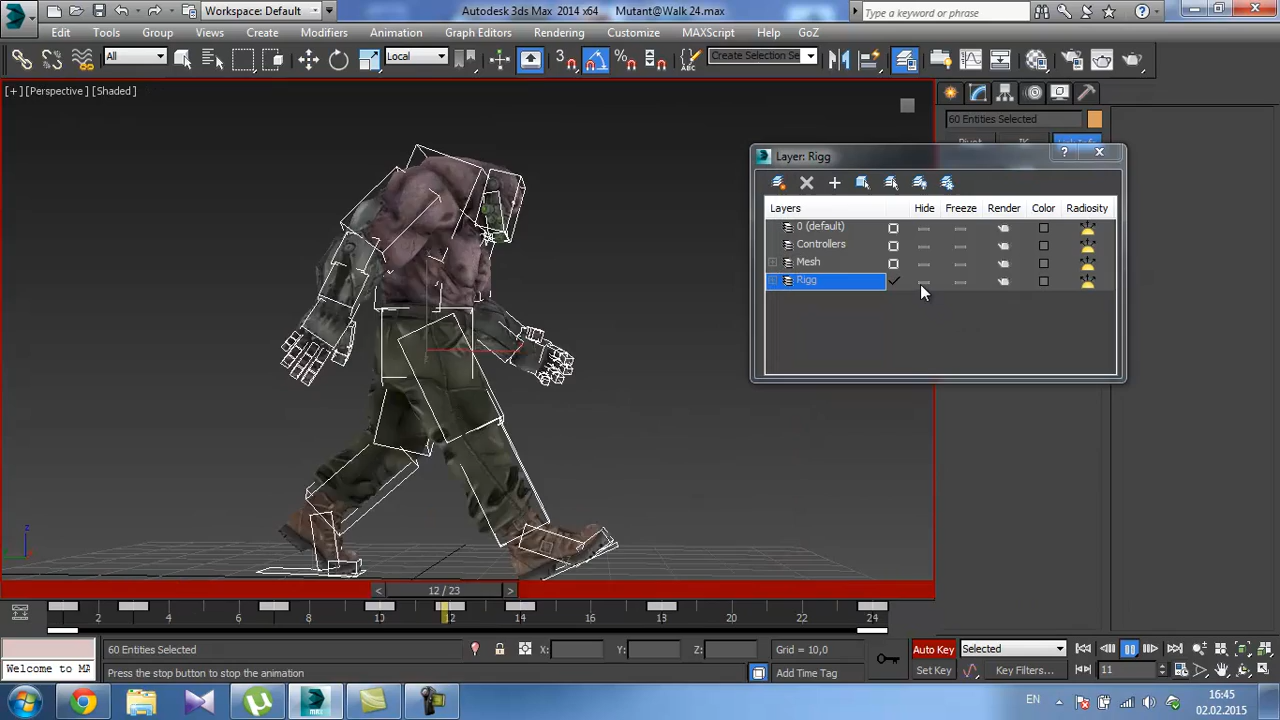 Workspace: Default
Autodesk 3ds Max 2014 x64
Mutant@Walk 24.max
Type a keyword or phrase
Edit Tools Group Views Create Modifiers Animation Graph Editors Rendering Customize MAXScript Help GoZ
All
Local
3
Create Selection Se
[+] [Perspective] [Shaded]
60 Entities Selected
Layer: Rigg
Layers Hide Freeze Render Color Radiosity
0 (default)
Controllers
Mesh
Rigg
z
12 / 23
2 4 6 8 10 12 14 16 18 20 22 24
60 Entities Selected
X: Y: Z:
Grid = 10,0
Auto Key
Selected
Welcome to MA
Press the stop button to stop the animation
Add Time Tag
Set Key
Key Filters...
11
EN
16:45
02.02.2015